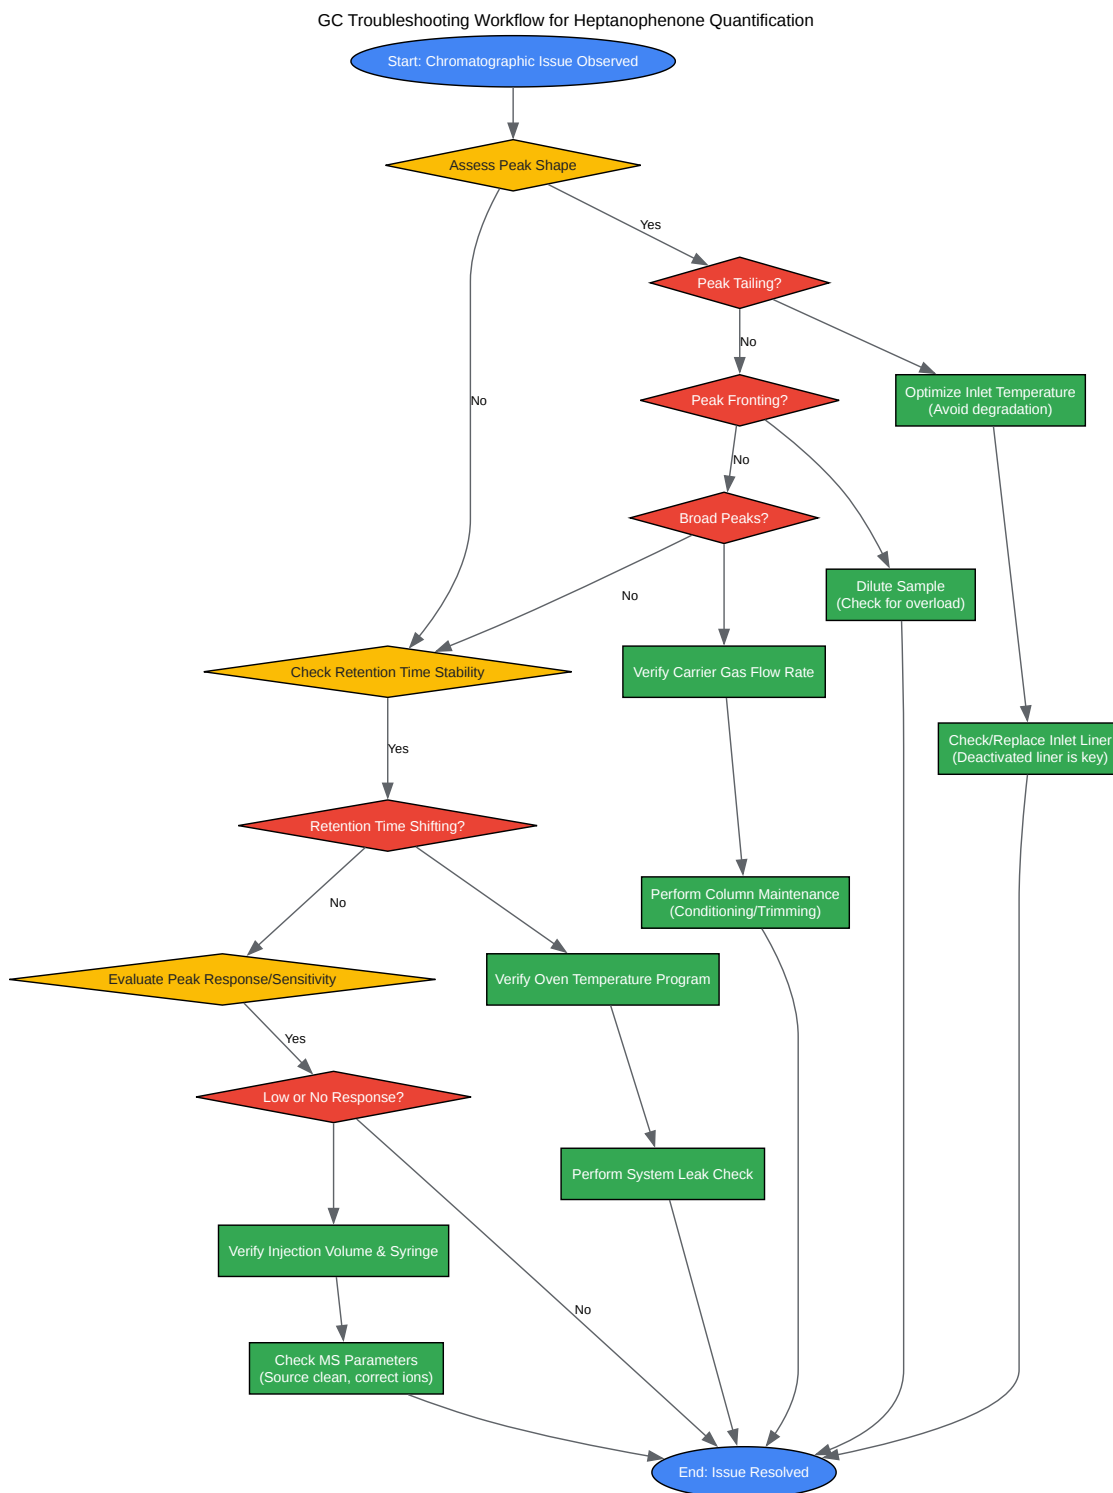 GC Troubleshooting Workflow for Heptanophenone Quantification
Start: Chromatographic Issue Observed
Assess Peak Shape
Yes
Peak Tailing?
No
Peak Fronting?
Optimize Inlet Temperature
(Avoid degradation)
No
No
Broad Peaks?
Dilute Sample
(Check for overload)
No
Check Retention Time Stability
Verify Carrier Gas Flow Rate
Check/Replace Inlet Liner
(Deactivated liner is key)
Yes
Retention Time Shifting?
Perform Column Maintenance
(Conditioning/Trimming)
No
Evaluate Peak Response/Sensitivity
Verify Oven Temperature Program
Yes
Low or No Response?
Perform System Leak Check
Verify Injection Volume & Syringe
No
Check MS Parameters
(Source clean, correct ions)
End: Issue Resolved